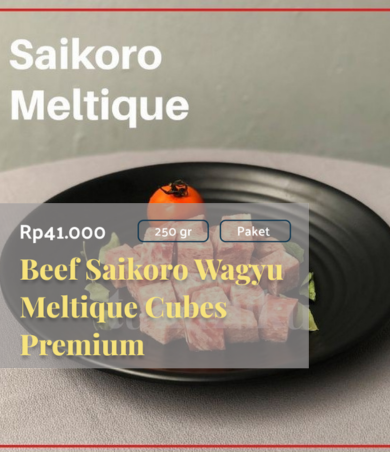 Saikoro
Meltique
Rp41.000
250 gr
Paket
Beef Saikoro Wagyu
Meltique Cubes
Premium